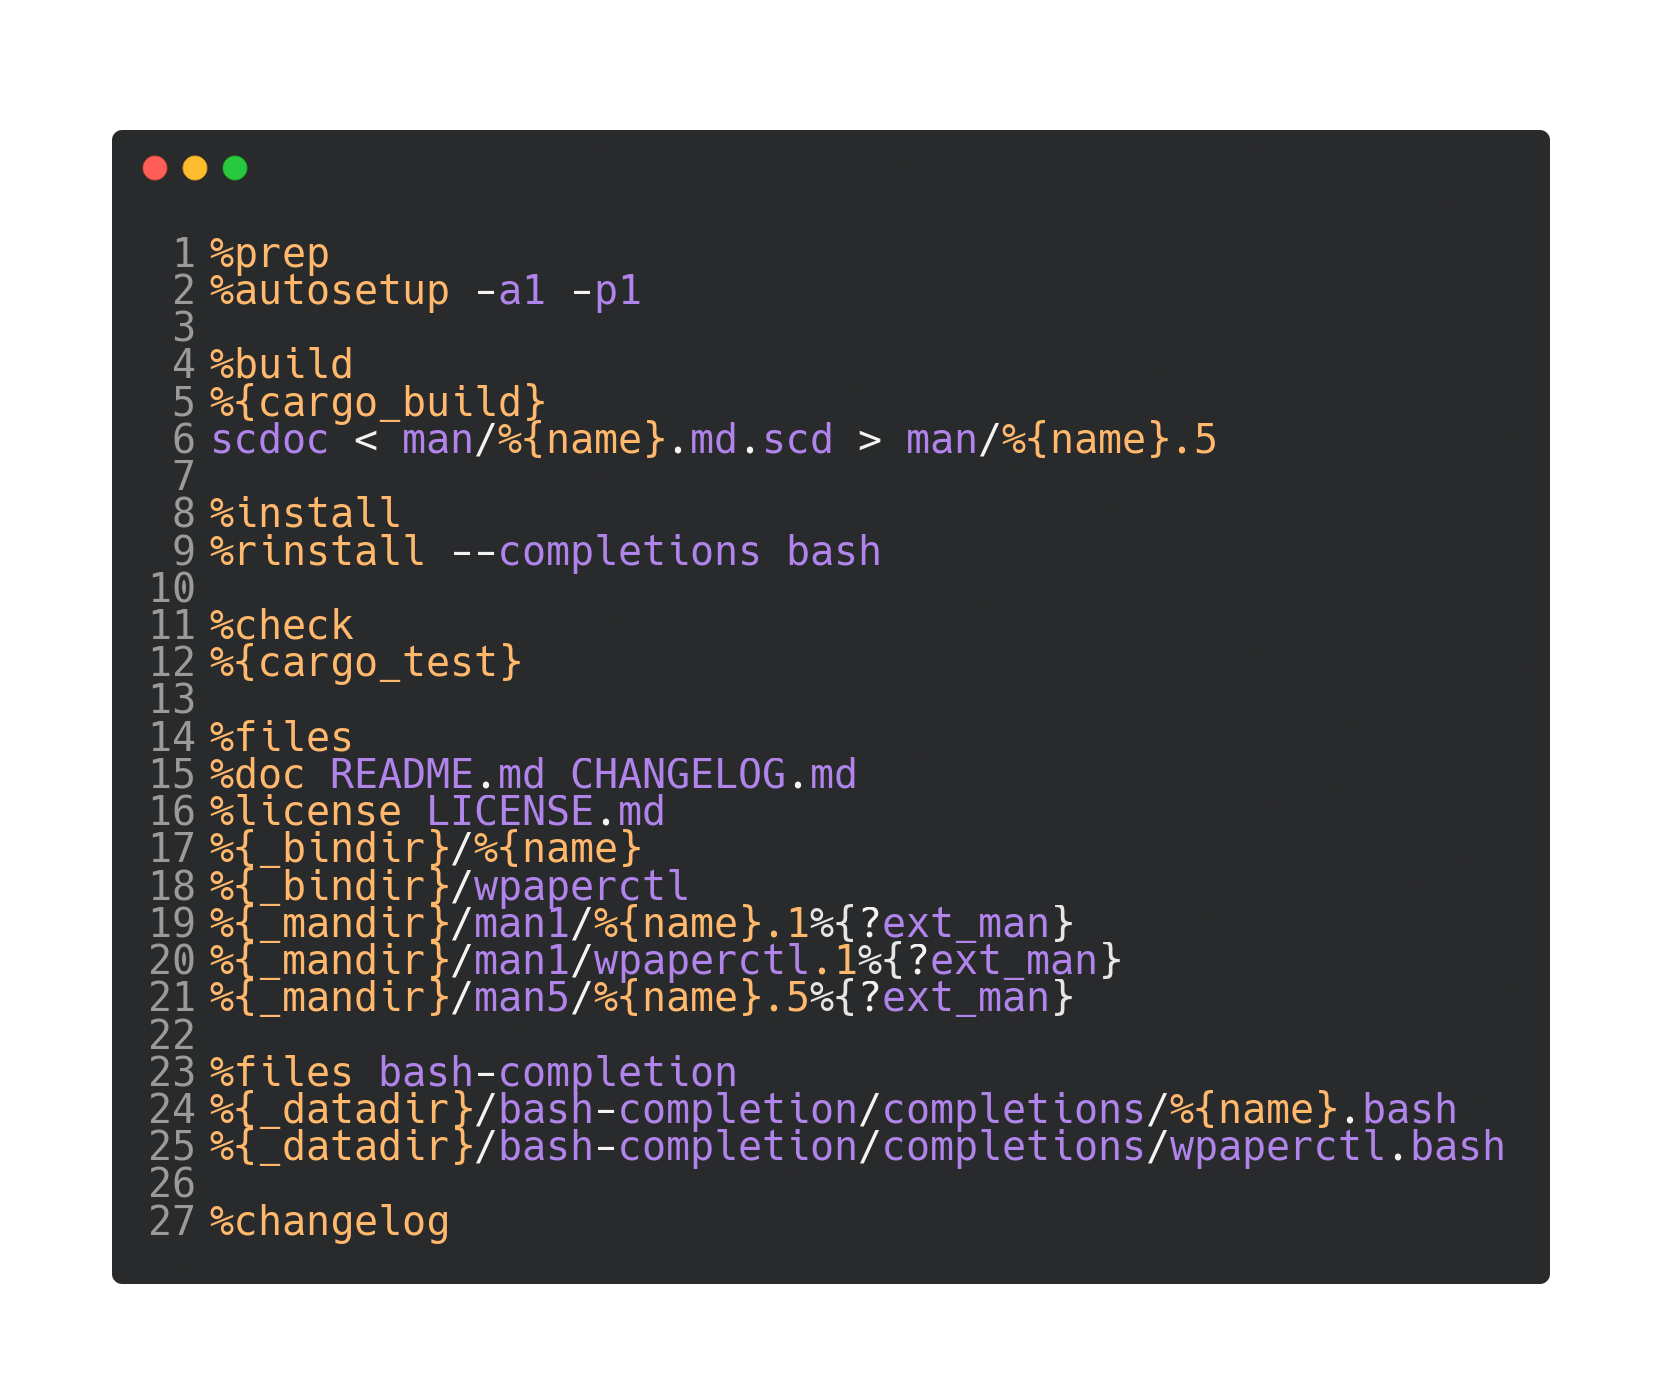 1 %prep
2 %autosetup -a1 -p1
3
4 %build
5 %{cargo_build}
6 scdoc < man/%{name}.md.scd > man/%{name}.5
7
8 %install
9 %rinstall --completions bash
10
11 %check
12 %{cargo_test}
13
14 %files
15 %doc README.md CHANGELOG.md
16 %license LICENSE.md
17 %{_bindir}/%{name}
18 %{_bindir}/wpaperctl
19 %{_mandir}/man1/%{name}.1%{?ext_man}
20 %{_mandir}/man1/wpaperctl.1%{?ext_man}
21 %{_mandir}/man5/%{name}.5%{?ext_man}
22
23 %files bash-completion
24 %{_datadir}/bash-completion/completions/%{name}.bash
25 %{_datadir}/bash-completion/completions/wpaperctl.bash
26
27 %changelog